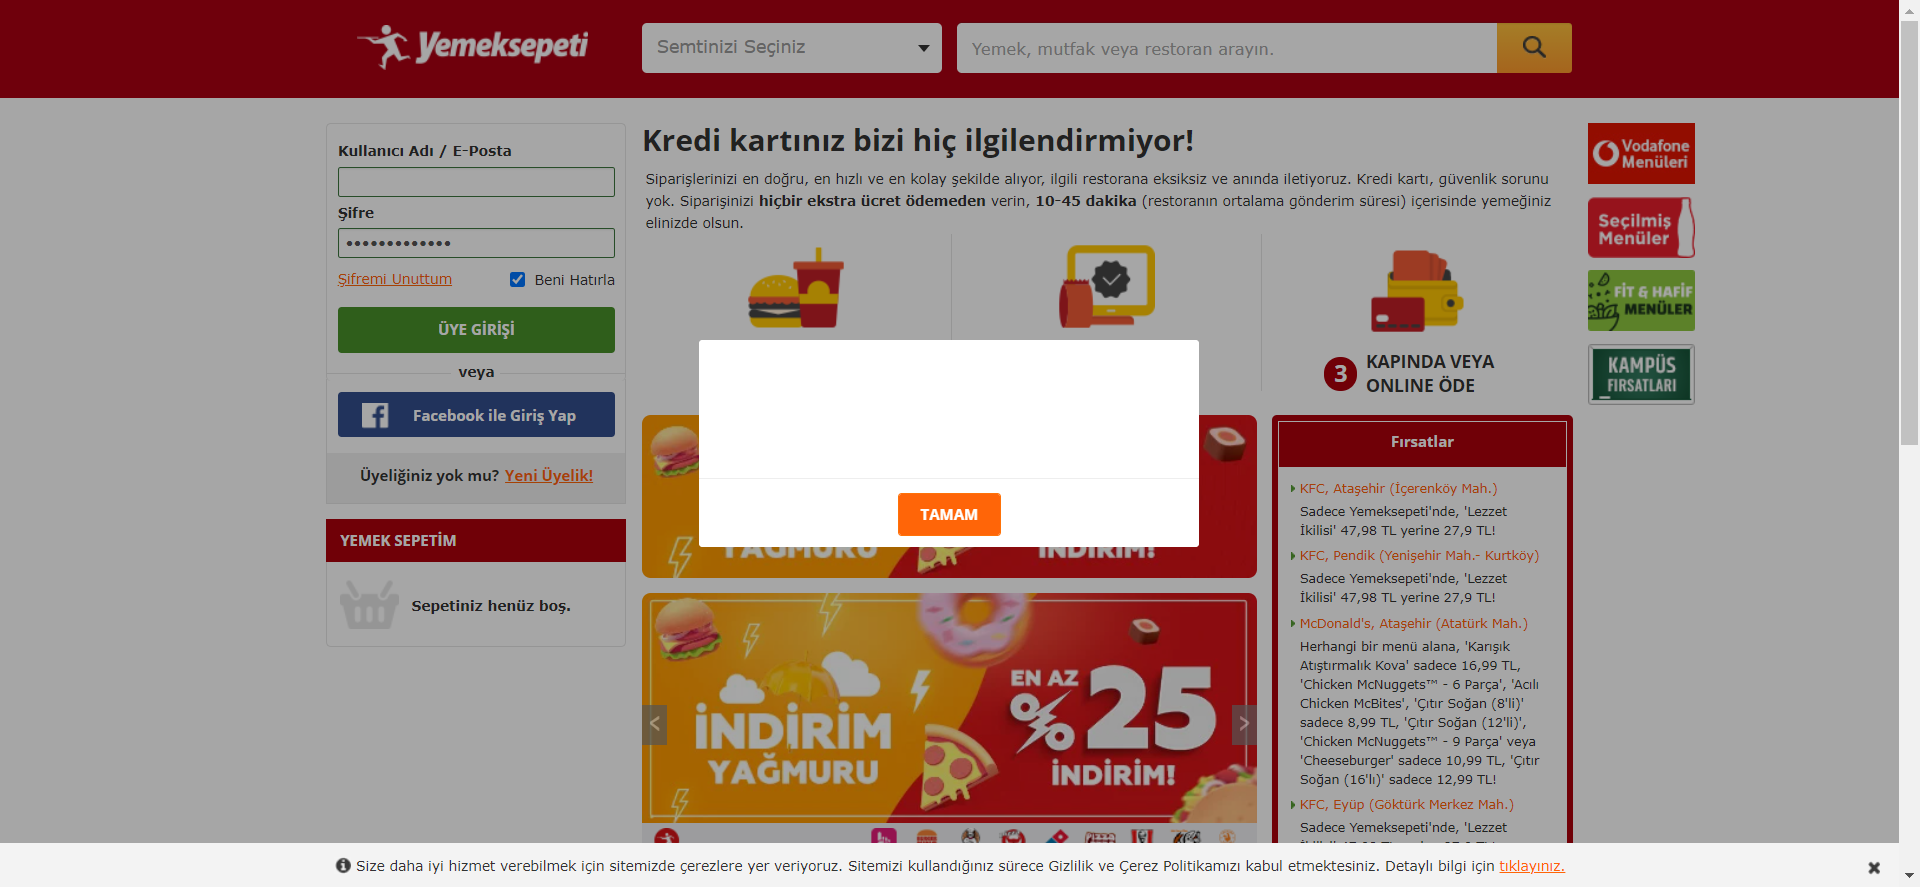 Yemeksepeti
Semtinizi Seçiniz
Yemek, mutfak veya restoran arayın.
Kullanıcı Adı / E-Posta
Şifre
•••••••••••••
Şifremi Unuttum
Beni Hatırla
ÜYE GİRİŞİ
veya
Facebook ile Giriş Yap
Üyeliğiniz yok mu? Yeni Üyelik!
YEMEK SEPETİM
Sepetiniz henüz boş.
Kredi kartınız bizi hiç ilgilendirmiyor!
Siparişlerinizi en doğru, en hızlı ve en kolay şekilde alıyor, ilgili restorana eksiksiz ve anında iletiyoruz. Kredi kartı, güvenlik sorunu
yok. Siparişinizi hiçbir ekstra ücret ödemeden verin, 10-45 dakika (restoranın ortalama gönderim süresi) içerisinde yemeğiniz
elinizde olsun.
3
KAPINDA VEYA
ONLINE ÖDE
TAMAM
YAĞMURU
İNDİRİM!
İNDİRİM
YAĞMURU
EN AZ
%25
İNDİRİM!
Fırsatlar
KFC, Ataşehir (İçerenköy Mah.)
Sadece Yemeksepeti'nde, 'Lezzet
İkilisi' 47,98 TL yerine 27,9 TL!
KFC, Pendik (Yenişehir Mah.- Kurtköy)
Sadece Yemeksepeti'nde, 'Lezzet
İkilisi' 47,98 TL yerine 27,9 TL!
McDonald's, Ataşehir (Atatürk Mah.)
Herhangi bir menü alana, 'Karışık
Atıştırmalık Kova' sadece 16,99 TL,
'Chicken McNuggets™ - 6 Parça', 'Acılı
Chicken McBites', 'Çıtır Soğan (8'li)'
sadece 8,99 TL, 'Çıtır Soğan (12'li)',
'Chicken McNuggets™ - 9 Parça' veya
'Cheeseburger' sadece 10,99 TL, 'Çıtır
Soğan (16'lı)' sadece 12,99 TL!
KFC, Eyüp (Göktürk Merkez Mah.)
Sadece Yemeksepeti'nde, 'Lezzet
Vodafone
Menüleri
Seçilmiş
Menüler
FİT & HAFİF
MENÜLER
KAMPÜS
FIRSATLARI
Size daha iyi hizmet verebilmek için sitemizde çerezlere yer veriyoruz. Sitemizi kullandığınız sürece Gizlilik ve Çerez Politikamızı kabul etmektesiniz. Detaylı bilgi için tıklayınız.